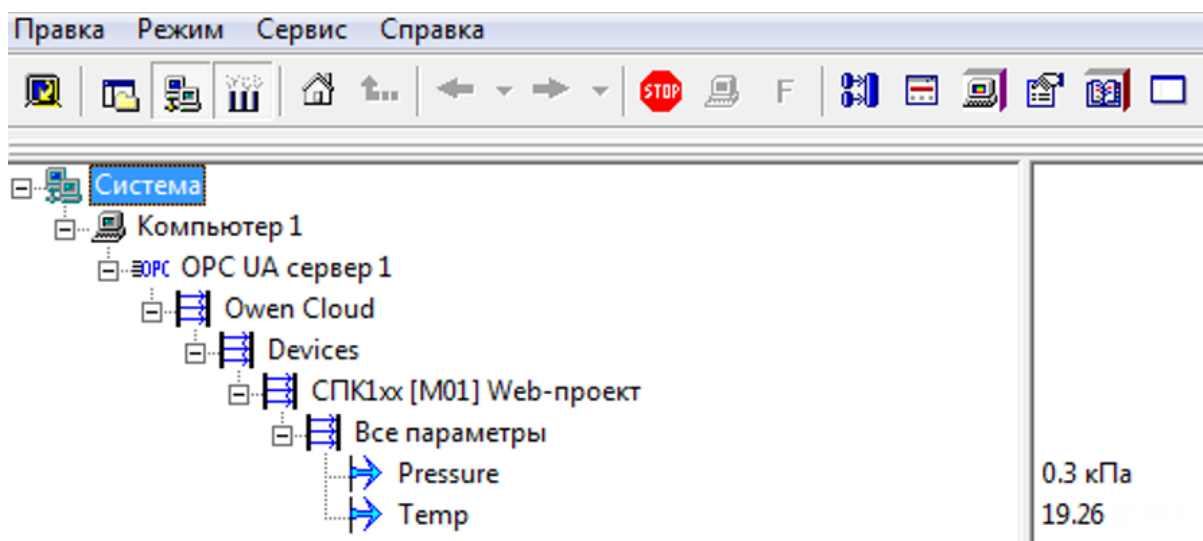 Правка Режим Сервис Справка
STOP F
Система
Компьютер 1
OPC OPC UA сервер 1
Owen Cloud
Devices
СПК1xx [M01] Web-проект
Все параметры
Pressure 0.3 кПа
Temp 19.26